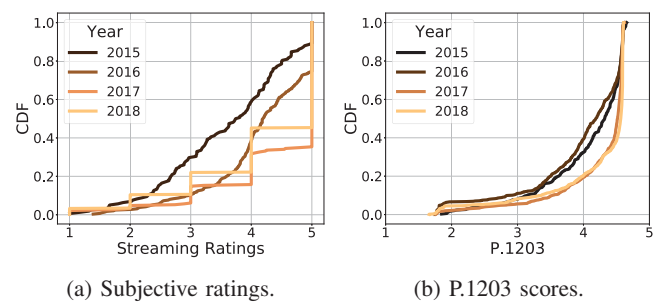 Year
2015
2016
2017
2018
CDF
1.0
0.8
0.6
0.4
0.2
0.0
1 2 3 4 5
Streaming Ratings
(a) Subjective ratings.
Year
2015
2016
2017
2018
CDF
1.0
0.8
0.6
0.4
0.2
0.0
1 2 3 4 5
P.1203
(b) P.1203 scores.